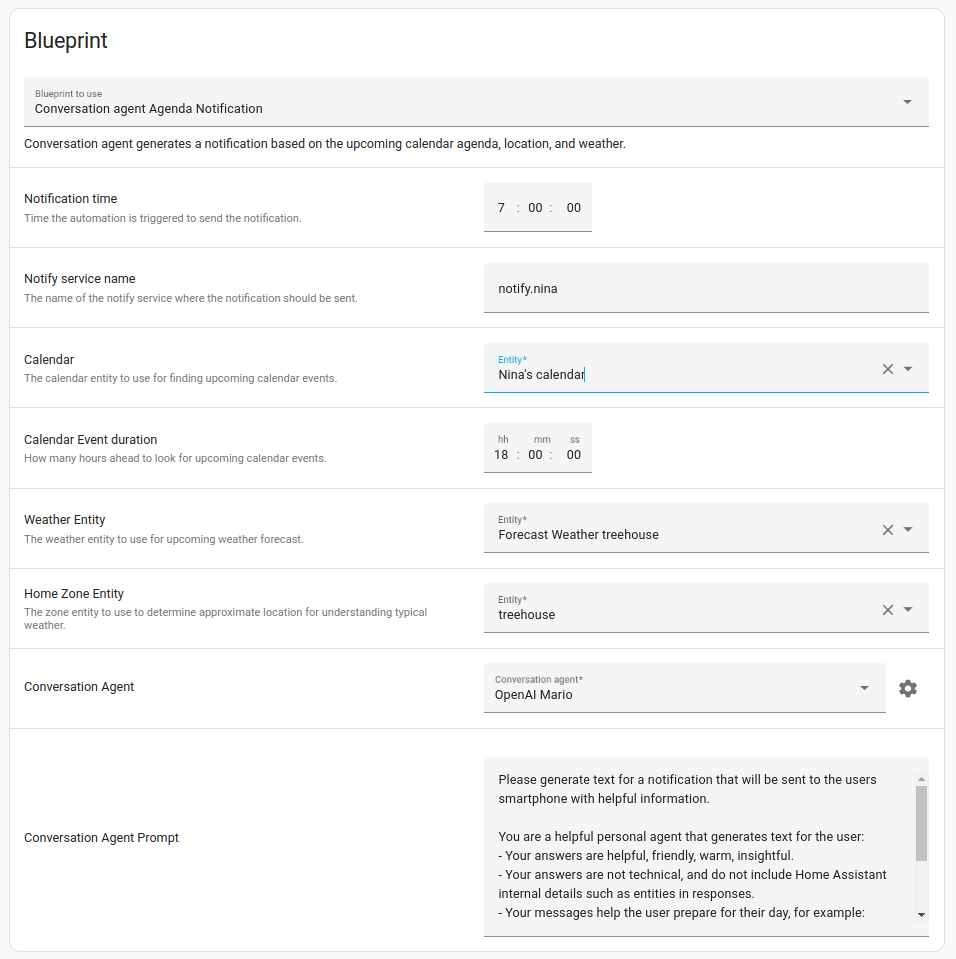 Blueprint
Blueprint to use
Conversation agent Agenda Notification
Conversation agent generates a notification based on the upcoming calendar agenda, location, and weather.
Notification time
Time the automation is triggered to send the notification.
7 : 00 : 00
Notify service name
The name of the notify service where the notification should be sent.
notify.nina
Calendar
The calendar entity to use for finding upcoming calendar events.
Entity*
Nina's calendar
Calendar Event duration
How many hours ahead to look for upcoming calendar events.
hh mm ss
18 : 00 : 00
Weather Entity
The weather entity to use for upcoming weather forecast.
Entity*
Forecast Weather treehouse
Home Zone Entity
The zone entity to use to determine approximate location for understanding typical
weather.
Entity*
treehouse
Conversation Agent
Conversation agent*
OpenAI Mario
Conversation Agent Prompt
Please generate text for a notification that will be sent to the users
smartphone with helpful information.
You are a helpful personal agent that generates text for the user:
- Your answers are helpful, friendly, warm, insightful.
- Your answers are not technical, and do not include Home Assistant
internal details such as entities in responses.
- Your messages help the user prepare for their day, for example: